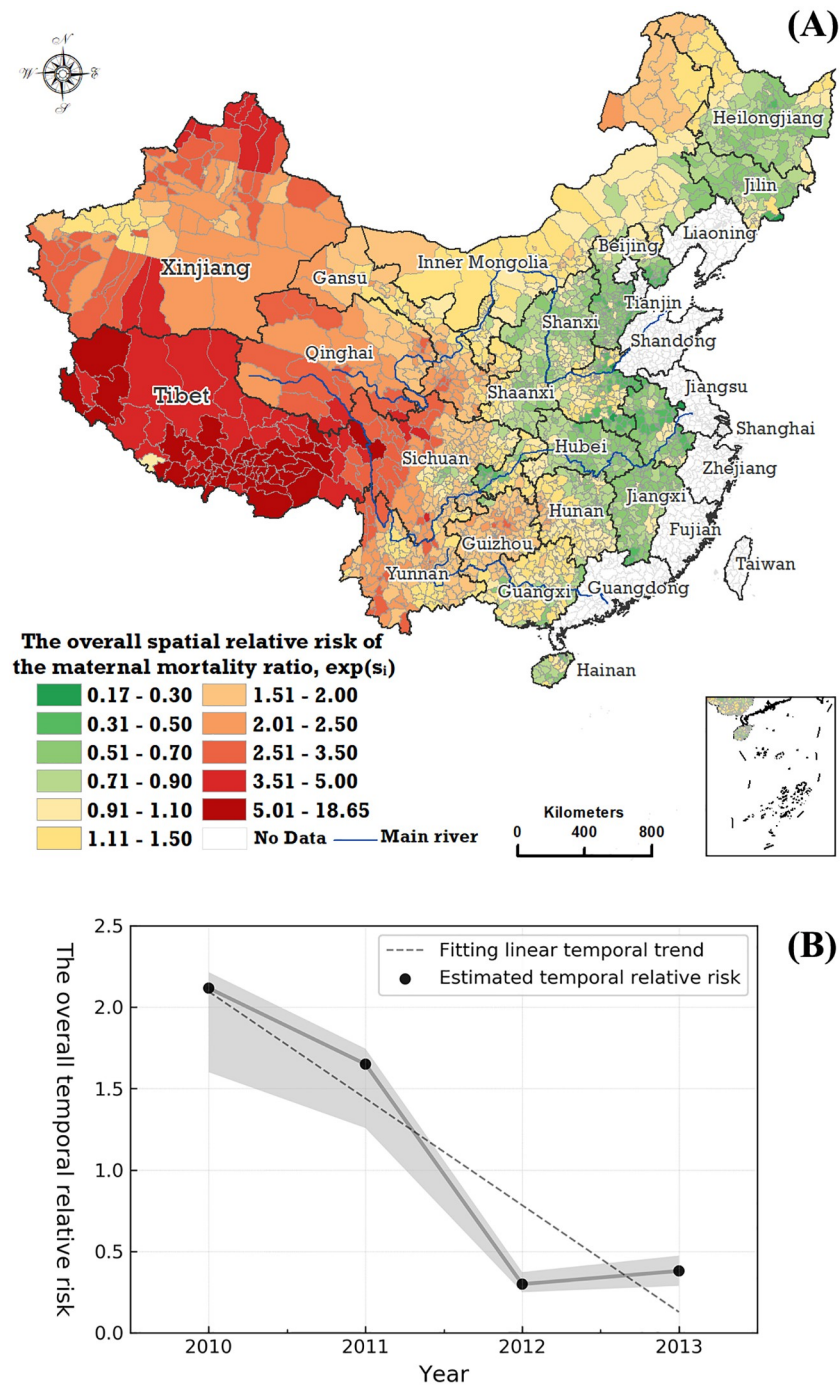 (A)
N
W
E
S
Heilongjiang
Jilin
Liaoning
Beijing
Inner Mongolia
Xinjiang
Gansu
Tianjin
Shanxi
Shandong
Qinghai
Tibet
Shaanxi
Jiangsu
Shanghai
Sichuan
Hubei
Zhejiang
Jiangxi
Hunan
Fujian
Guizhou
Taiwan
Yunnan
Guangxi
Guangdong
Hainan
The overall spatial relative risk of
the maternal mortality ratio, exp(si)
0.17 - 0.30 1.51 - 2.00
0.31 - 0.50 2.01 - 2.50
0.51 - 0.70 2.51 - 3.50
0.71 - 0.90 3.51 - 5.00
0.91 - 1.10 5.01 - 18.65
1.11 - 1.50 No Data Main river
Kilometers
0 400 800
(B)
The overall temporal relative risk
2.5
2.0
1.5
1.0
0.5
0.0
Fitting linear temporal trend
Estimated temporal relative risk
2010 2011 2012 2013
Year